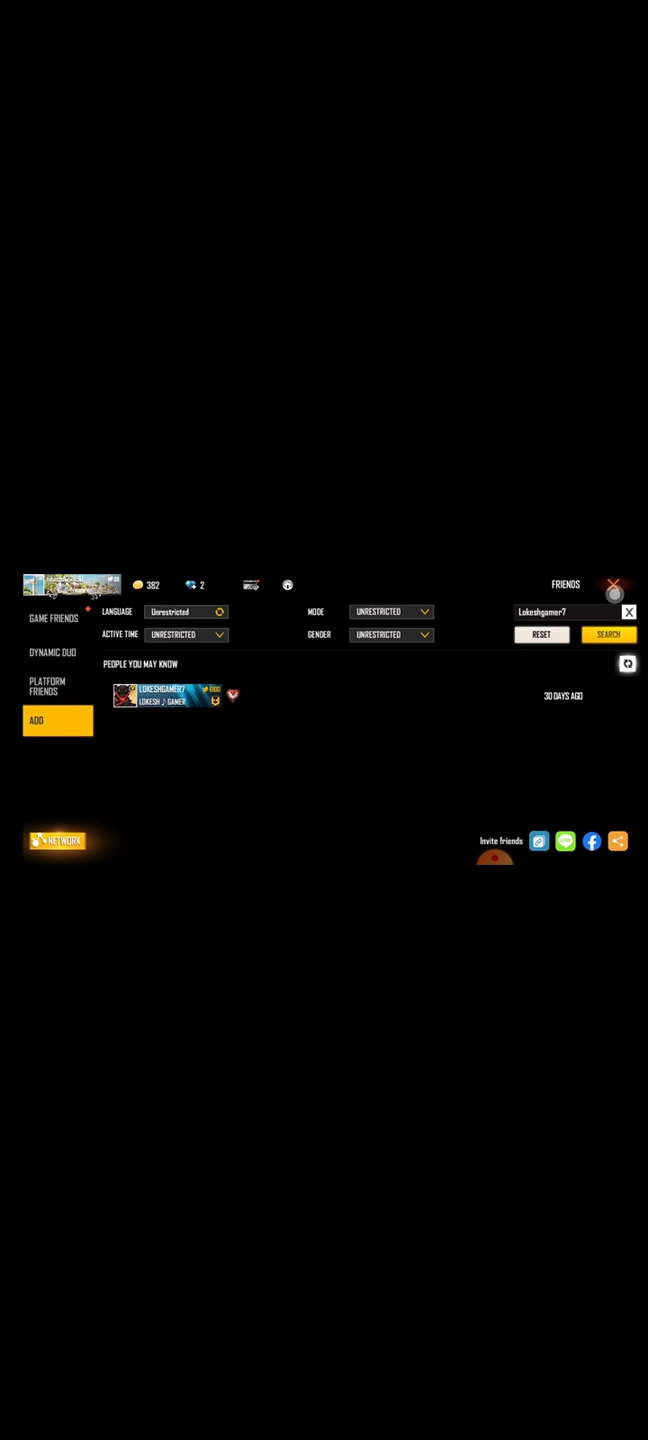 382
2
FRIENDS
GAME FRIENDS
DYNAMIC DUO
PLATFORM
FRIENDS
ADD
LANGUAGE
Unrestricted
MODE
UNRESTRICTED
Lokeshgamer7
X
ACTIVE TIME
UNRESTRICTED
GENDER
UNRESTRICTED
RESET
SEARCH
PEOPLE YOU MAY KNOW
LOKESHGAMER7
LOKESH ♪ GAMER
30 DAYS AGO
NETWORK
Invite friends
LINE